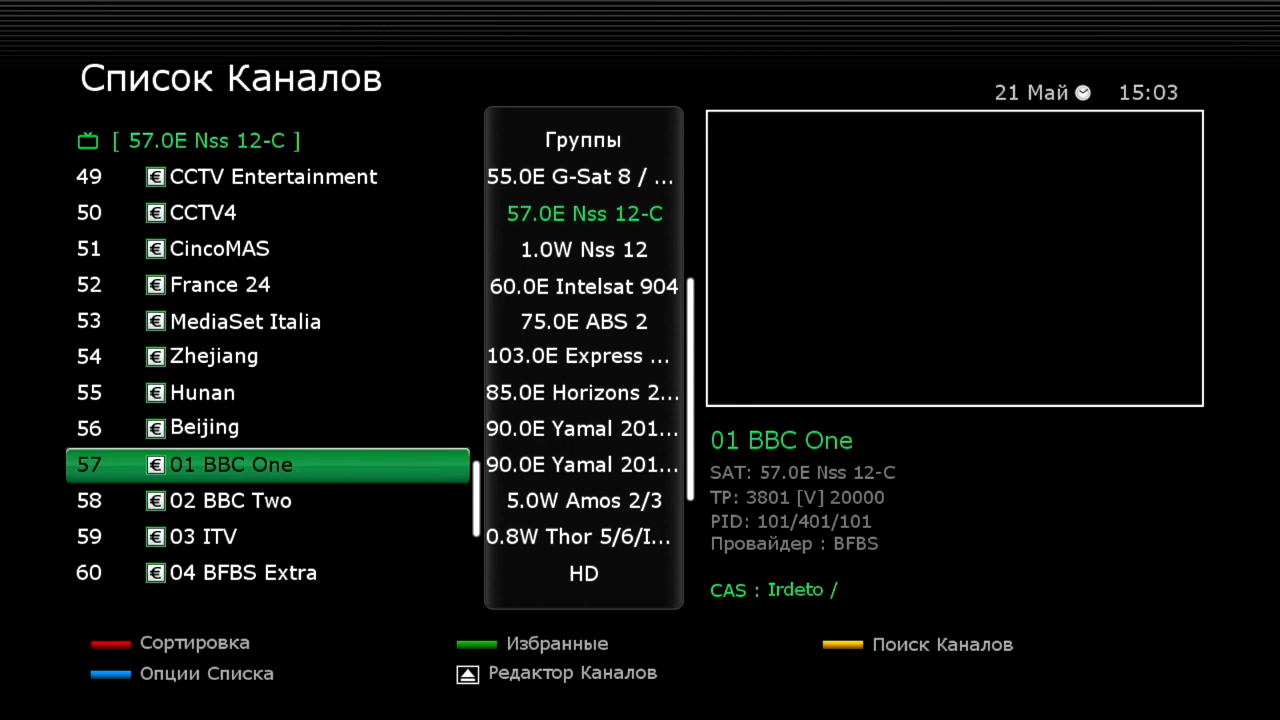 Список Каналов
21 Май 15:03
[ 57.0E Nss 12-C ]
49 € CCTV Entertainment
50 € CCTV4
51 € CincoMAS
52 € France 24
53 € MediaSet Italia
54 € Zhejiang
55 € Hunan
56 € Beijing
57 € 01 BBC One
58 € 02 BBC Two
59 € 03 ITV
60 € 04 BFBS Extra
Группы
55.0E G-Sat 8 / ...
57.0E Nss 12-C
1.0W Nss 12
60.0E Intelsat 904
75.0E ABS 2
103.0E Express ...
85.0E Horizons 2...
90.0E Yamal 201...
90.0E Yamal 201...
5.0W Amos 2/3
0.8W Thor 5/6/I...
HD
01 BBC One
SAT: 57.0E Nss 12-C
TP: 3801 [V] 20000
PID: 101/401/101
Провайдер : BFBS
CAS : Irdeto /
Сортировка
Избранные
Поиск Каналов
Опции Списка
Редактор Каналов